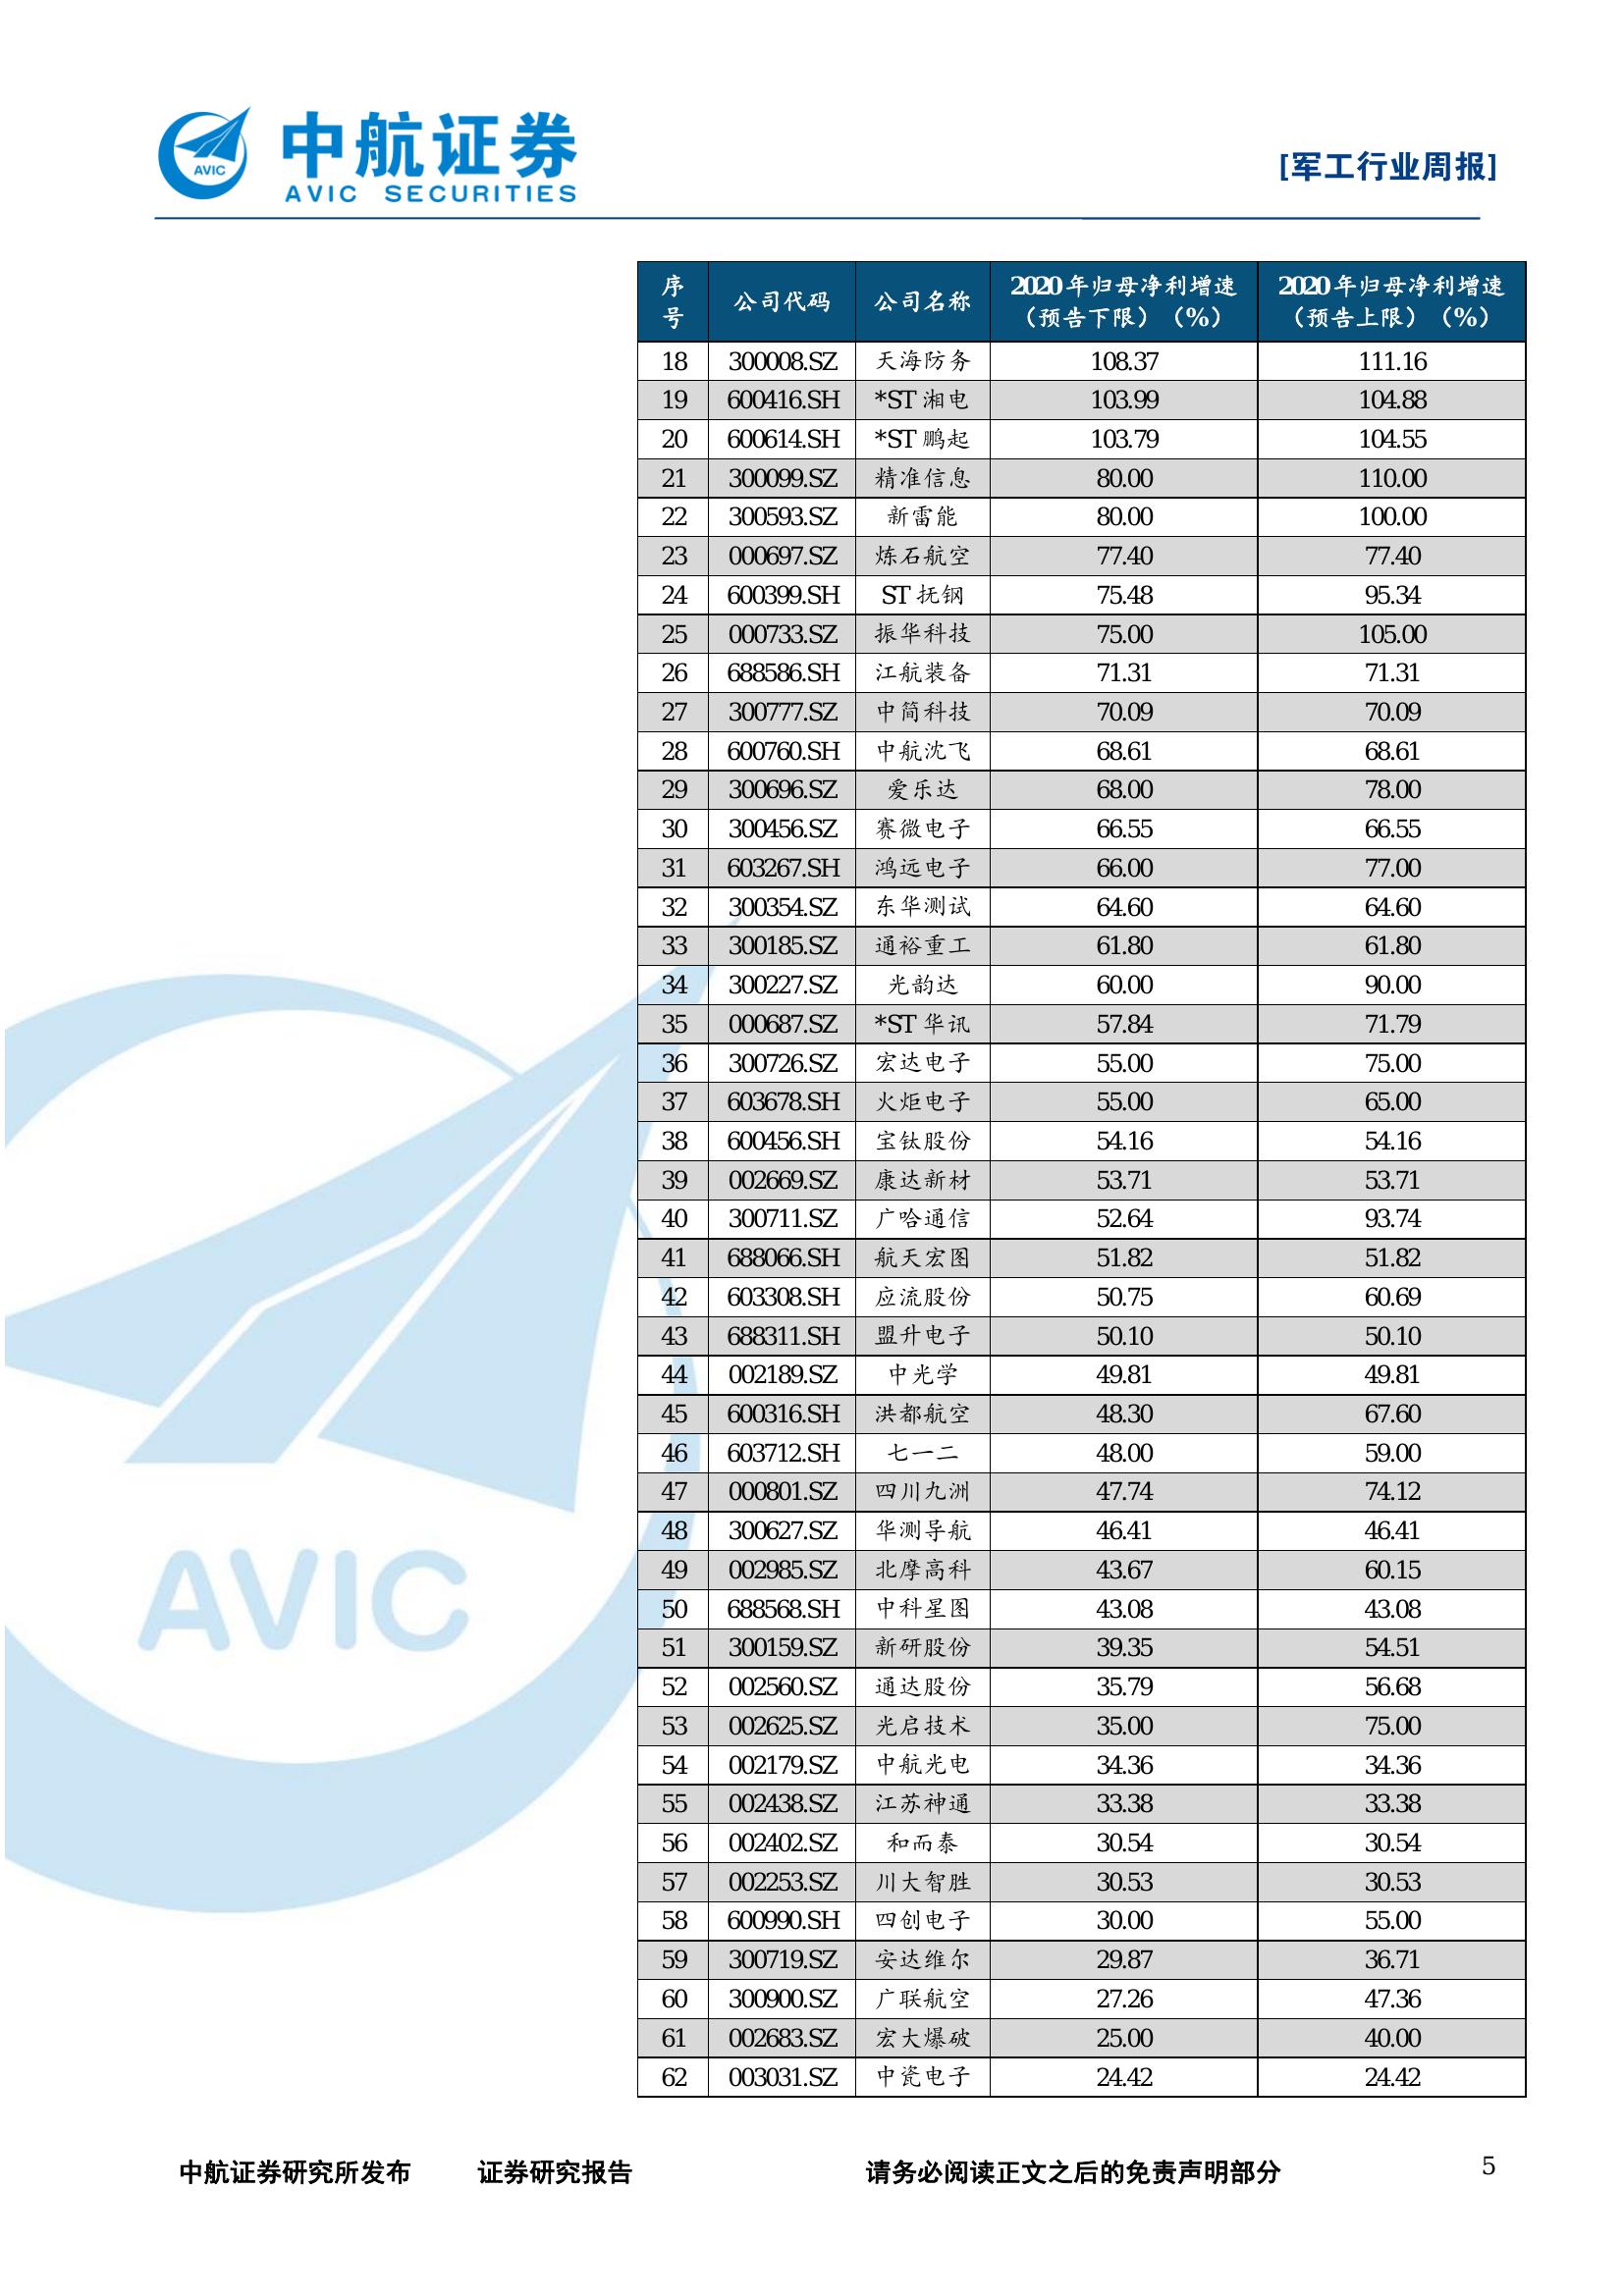 AVIC
中航证券
AVIC SECURITIES
[军工行业周报]
序号 公司代码 公司名称 2020年归母净利增速（预告下限）（%） 2020年归母净利增速（预告上限）（%）
18 300008.SZ 天海防务 108.37 111.16
19 600416.SH *ST湘电 103.99 104.88
20 600614.SH *ST鹏起 103.79 104.55
21 300099.SZ 精准信息 80.00 110.00
22 300593.SZ 新雷能 80.00 100.00
23 000697.SZ 炼石航空 77.40 77.40
24 600399.SH ST抚钢 75.48 95.34
25 000733.SZ 振华科技 75.00 105.00
26 688586.SH 江航装备 71.31 71.31
27 300777.SZ 中简科技 70.09 70.09
28 600760.SH 中航沈飞 68.61 68.61
29 300696.SZ 爱乐达 68.00 78.00
30 300456.SZ 赛微电子 66.55 66.55
31 603267.SH 鸿远电子 66.00 77.00
32 300354.SZ 东华测试 64.60 64.60
33 300185.SZ 通裕重工 61.80 61.80
34 300227.SZ 光韵达 60.00 90.00
35 000687.SZ *ST华讯 57.84 71.79
36 300726.SZ 宏达电子 55.00 75.00
37 603678.SH 火炬电子 55.00 65.00
38 600456.SH 宝钛股份 54.16 54.16
39 002669.SZ 康达新材 53.71 53.71
40 300711.SZ 广哈通信 52.64 93.74
41 688066.SH 航天宏图 51.82 51.82
42 603308.SH 应流股份 50.75 60.69
43 688311.SH 盟升电子 50.10 50.10
44 002189.SZ 中光学 49.81 49.81
45 600316.SH 洪都航空 48.30 67.60
46 603712.SH 七一二 48.00 59.00
47 000801.SZ 四川九洲 47.74 74.12
48 300627.SZ 华测导航 46.41 46.41
49 002985.SZ 北摩高科 43.67 60.15
50 688568.SH 中科星图 43.08 43.08
51 300159.SZ 新研股份 39.35 54.51
52 002560.SZ 通达股份 35.79 56.68
53 002625.SZ 光启技术 35.00 75.00
54 002179.SZ 中航光电 34.36 34.36
55 002438.SZ 江苏神通 33.38 33.38
56 002402.SZ 和而泰 30.54 30.54
57 002253.SZ 川大智胜 30.53 30.53
58 600990.SH 四创电子 30.00 55.00
59 300719.SZ 安达维尔 29.87 36.71
60 300900.SZ 广联航空 27.26 47.36
61 002683.SZ 宏大爆破 25.00 40.00
62 003031.SZ 中瓷电子 24.42 24.42
AVIC
中航证券研究所发布 证券研究报告 请务必阅读正文之后的免责声明部分 5